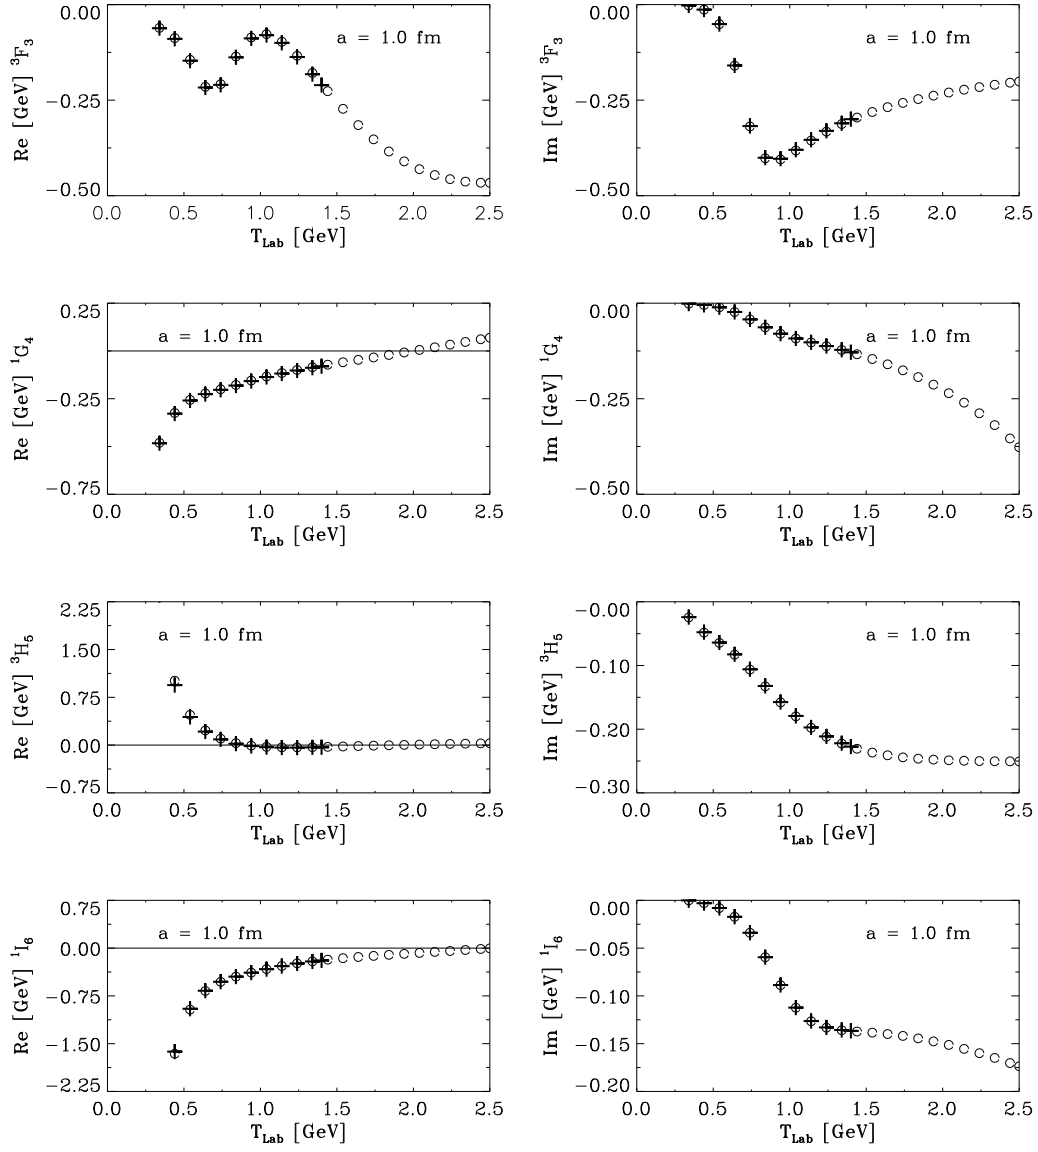 Re [GeV] ³F₃
0.00
−0.25
−0.50
a = 1.0 fm
0.0 0.5 1.0 1.5 2.0 2.5
T_Lab [GeV]
Im [GeV] ³F₃
0.00
−0.25
−0.50
a = 1.0 fm
0.0 0.5 1.0 1.5 2.0 2.5
T_Lab [GeV]
Re [GeV] ¹G₄
0.25
−0.25
−0.75
a = 1.0 fm
0.0 0.5 1.0 1.5 2.0 2.5
T_Lab [GeV]
Im [GeV] ¹G₄
0.00
−0.25
−0.50
a = 1.0 fm
0.0 0.5 1.0 1.5 2.0 2.5
T_Lab [GeV]
Re [GeV] ³H₅
2.25
1.50
0.75
0.00
−0.75
a = 1.0 fm
0.0 0.5 1.0 1.5 2.0 2.5
T_Lab [GeV]
Im [GeV] ³H₅
−0.00
−0.10
−0.20
−0.30
a = 1.0 fm
0.0 0.5 1.0 1.5 2.0 2.5
T_Lab [GeV]
Re [GeV] ¹I₆
0.75
0.00
−0.75
−1.50
−2.25
a = 1.0 fm
0.0 0.5 1.0 1.5 2.0 2.5
T_Lab [GeV]
Im [GeV] ¹I₆
0.00
−0.05
−0.10
−0.15
−0.20
a = 1.0 fm
0.0 0.5 1.0 1.5 2.0 2.5
T_Lab [GeV]